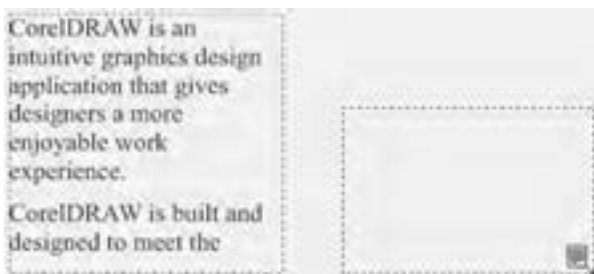 CorelDRAW is an
intuitive graphics design
application that gives
designers a more
enjoyable work
experience.
CorelDRAW is built and
designed to meet the